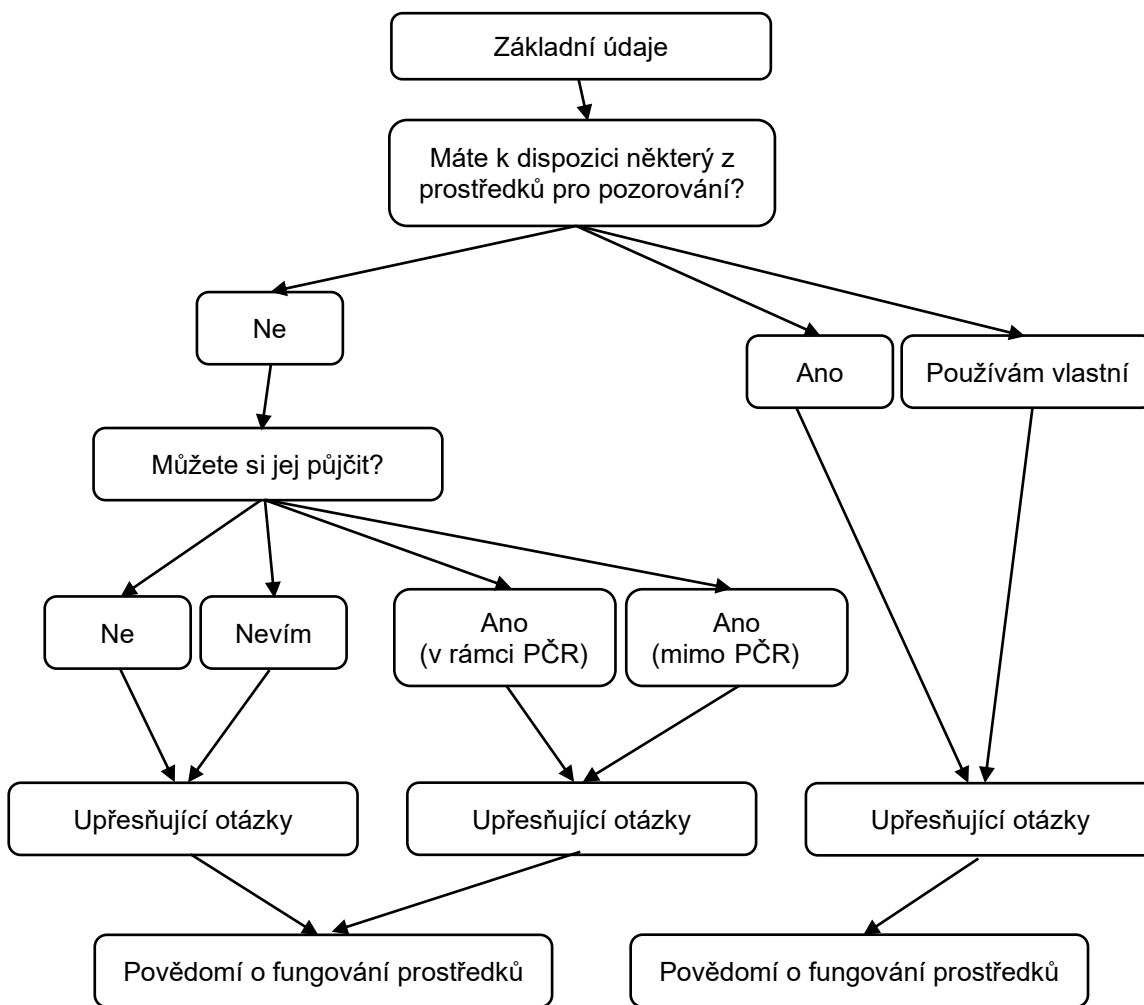 Základní údaje
Máte k dispozici některý z
prostředků pro pozorování?
Ne
Ano
Používám vlastní
Můžete si jej půjčit?
Ne
Nevím
Ano
(v rámci PČR)
Ano
(mimo PČR)
Upřesňující otázky
Upřesňující otázky
Upřesňující otázky
Povědomí o fungování prostředků
Povědomí o fungování prostředků